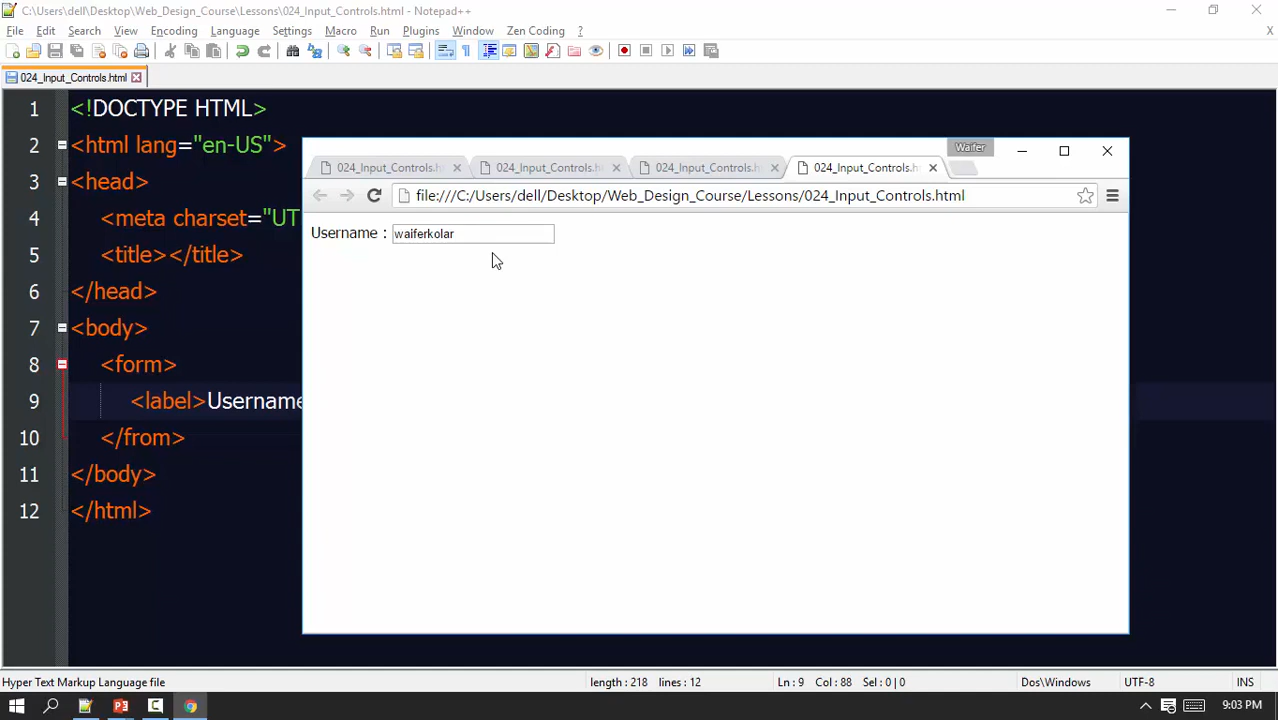 C:\Users\dell\Desktop\Web_Design_Course\Lessons\024_Input_Controls.html - Notepad++
File Edit Search View Encoding Language Settings Macro Run Plugins Window Zen Coding ? X
024_Input_Controls.html
1 <!DOCTYPE HTML>
2 <html lang="en-US">
3 <head>
4 <meta charset="UT
5 <title></title>
6 </head>
7 <body>
8 <form>
9 <label>Username
10 </from>
11 </body>
12 </html>
Waifer
024_Input_Controls.h 024_Input_Controls.h 024_Input_Controls.h 024_Input_Controls.h
file:///C:/Users/dell/Desktop/Web_Design_Course/Lessons/024_Input_Controls.html
Username : waiferkolar
Hyper Text Markup Language file length : 218 lines : 12 Ln : 9 Col : 88 Sel : 0 | 0 Dos\Windows UTF-8 INS
9:03 PM